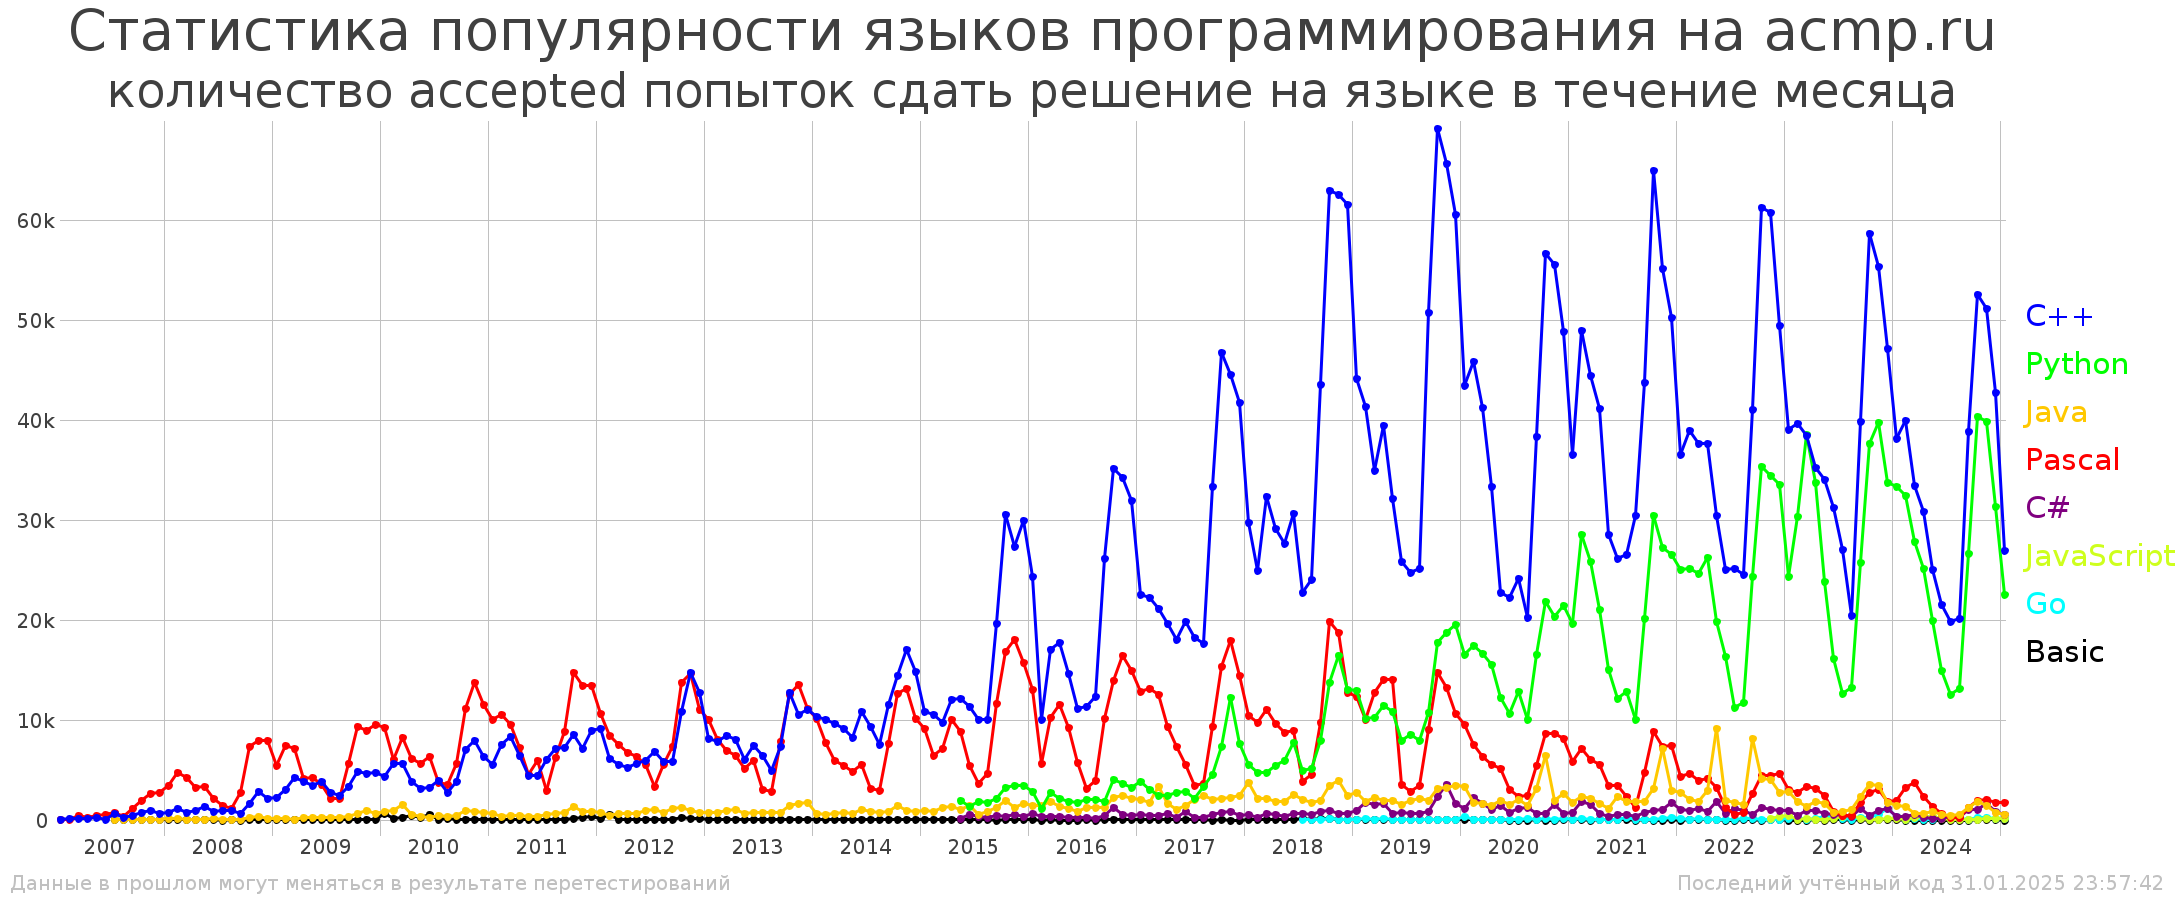 Статистика популярности языков программирования на acmp.ru
количество accepted попыток сдать решение на языке в течение месяца
60k
50k
40k
30k
20k
10k
0
C++
Python
Java
Pascal
C#
JavaScript
Go
Basic
2007 2008 2009 2010 2011 2012 2013 2014 2015 2016 2017 2018 2019 2020 2021 2022 2023 2024
Данные в прошлом могут меняться в результате перетестирований
Последний учтённый код 31.01.2025 23:57:42